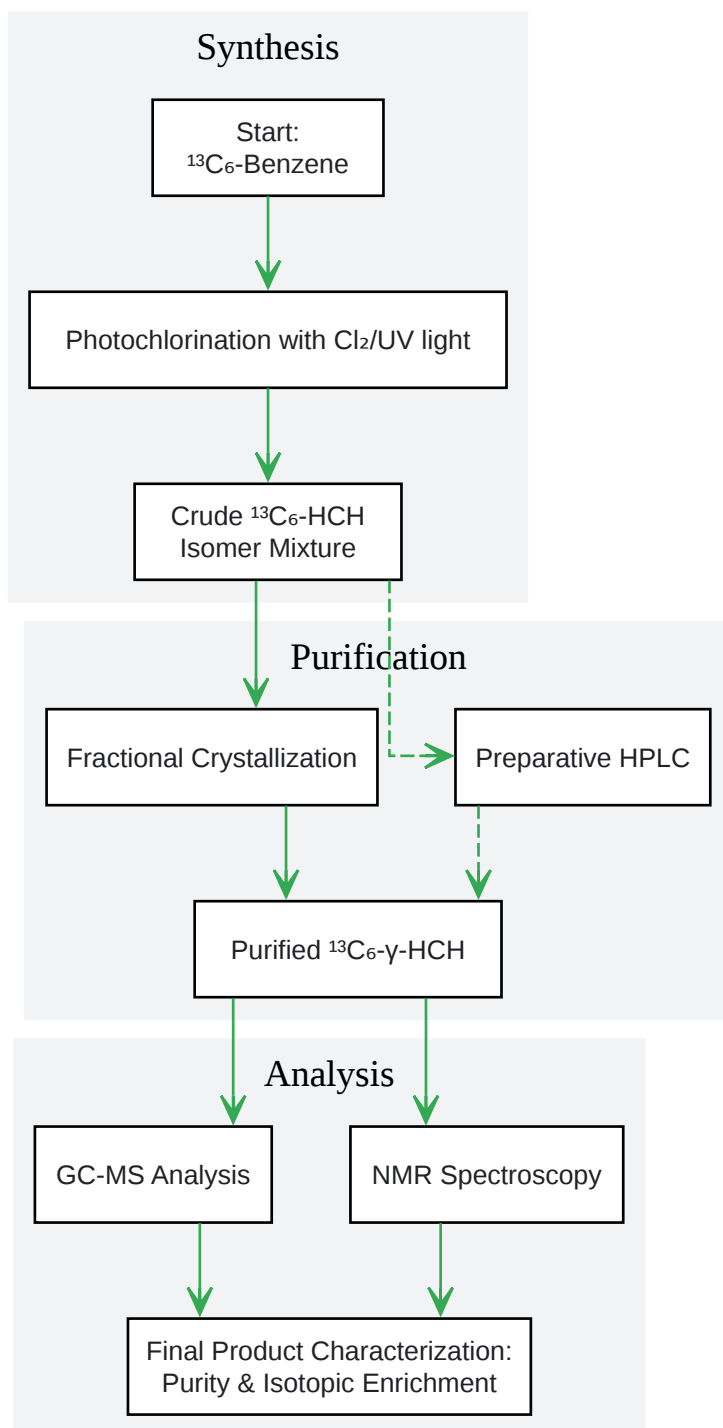 Synthesis
Start:
¹³C₆-Benzene
Photochlorination with Cl₂/UV light
Crude ¹³C₆-HCH
Isomer Mixture
Purification
Fractional Crystallization
Preparative HPLC
Purified ¹³C₆-γ-HCH
Analysis
GC-MS Analysis
NMR Spectroscopy
Final Product Characterization:
Purity & Isotopic Enrichment